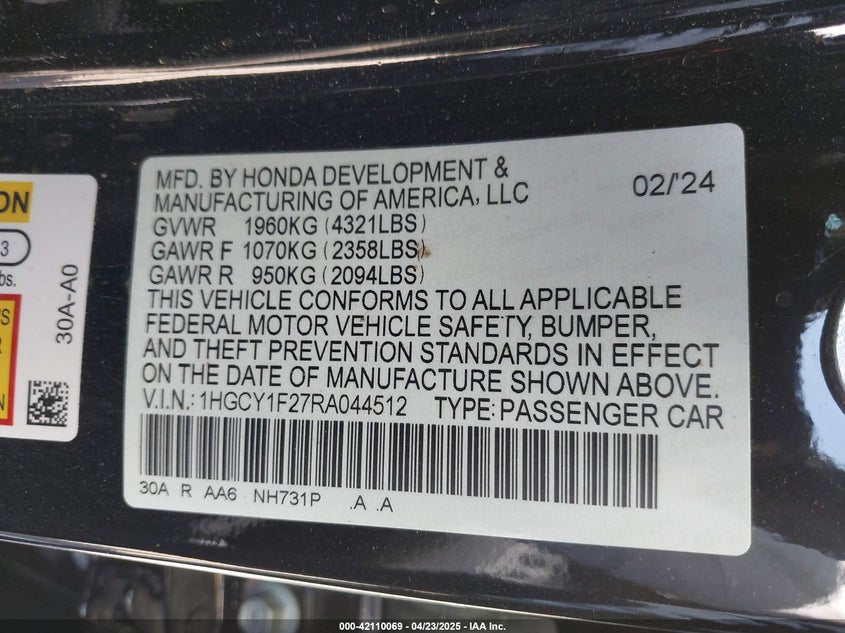 MFD. BY HONDA DEVELOPMENT &
MANUFACTURING OF AMERICA, LLC
02/'24
GVWR 1960KG (4321LBS)
GAWR F 1070KG (2358LBS)
GAWR R 950KG (2094LBS)
THIS VEHICLE CONFORMS TO ALL APPLICABLE
FEDERAL MOTOR VEHICLE SAFETY, BUMPER,
AND THEFT PREVENTION STANDARDS IN EFFECT
ON THE DATE OF MANUFACTURE SHOWN ABOVE.
V.I.N.: 1HGCY1F27RA044512 TYPE: PASSENGER CAR
30A R AA6 NH731P .A .A
ON
3
bs.
'S
R
N
30A-A0
000-42110069 - 04/23/2025 - IAA Inc.